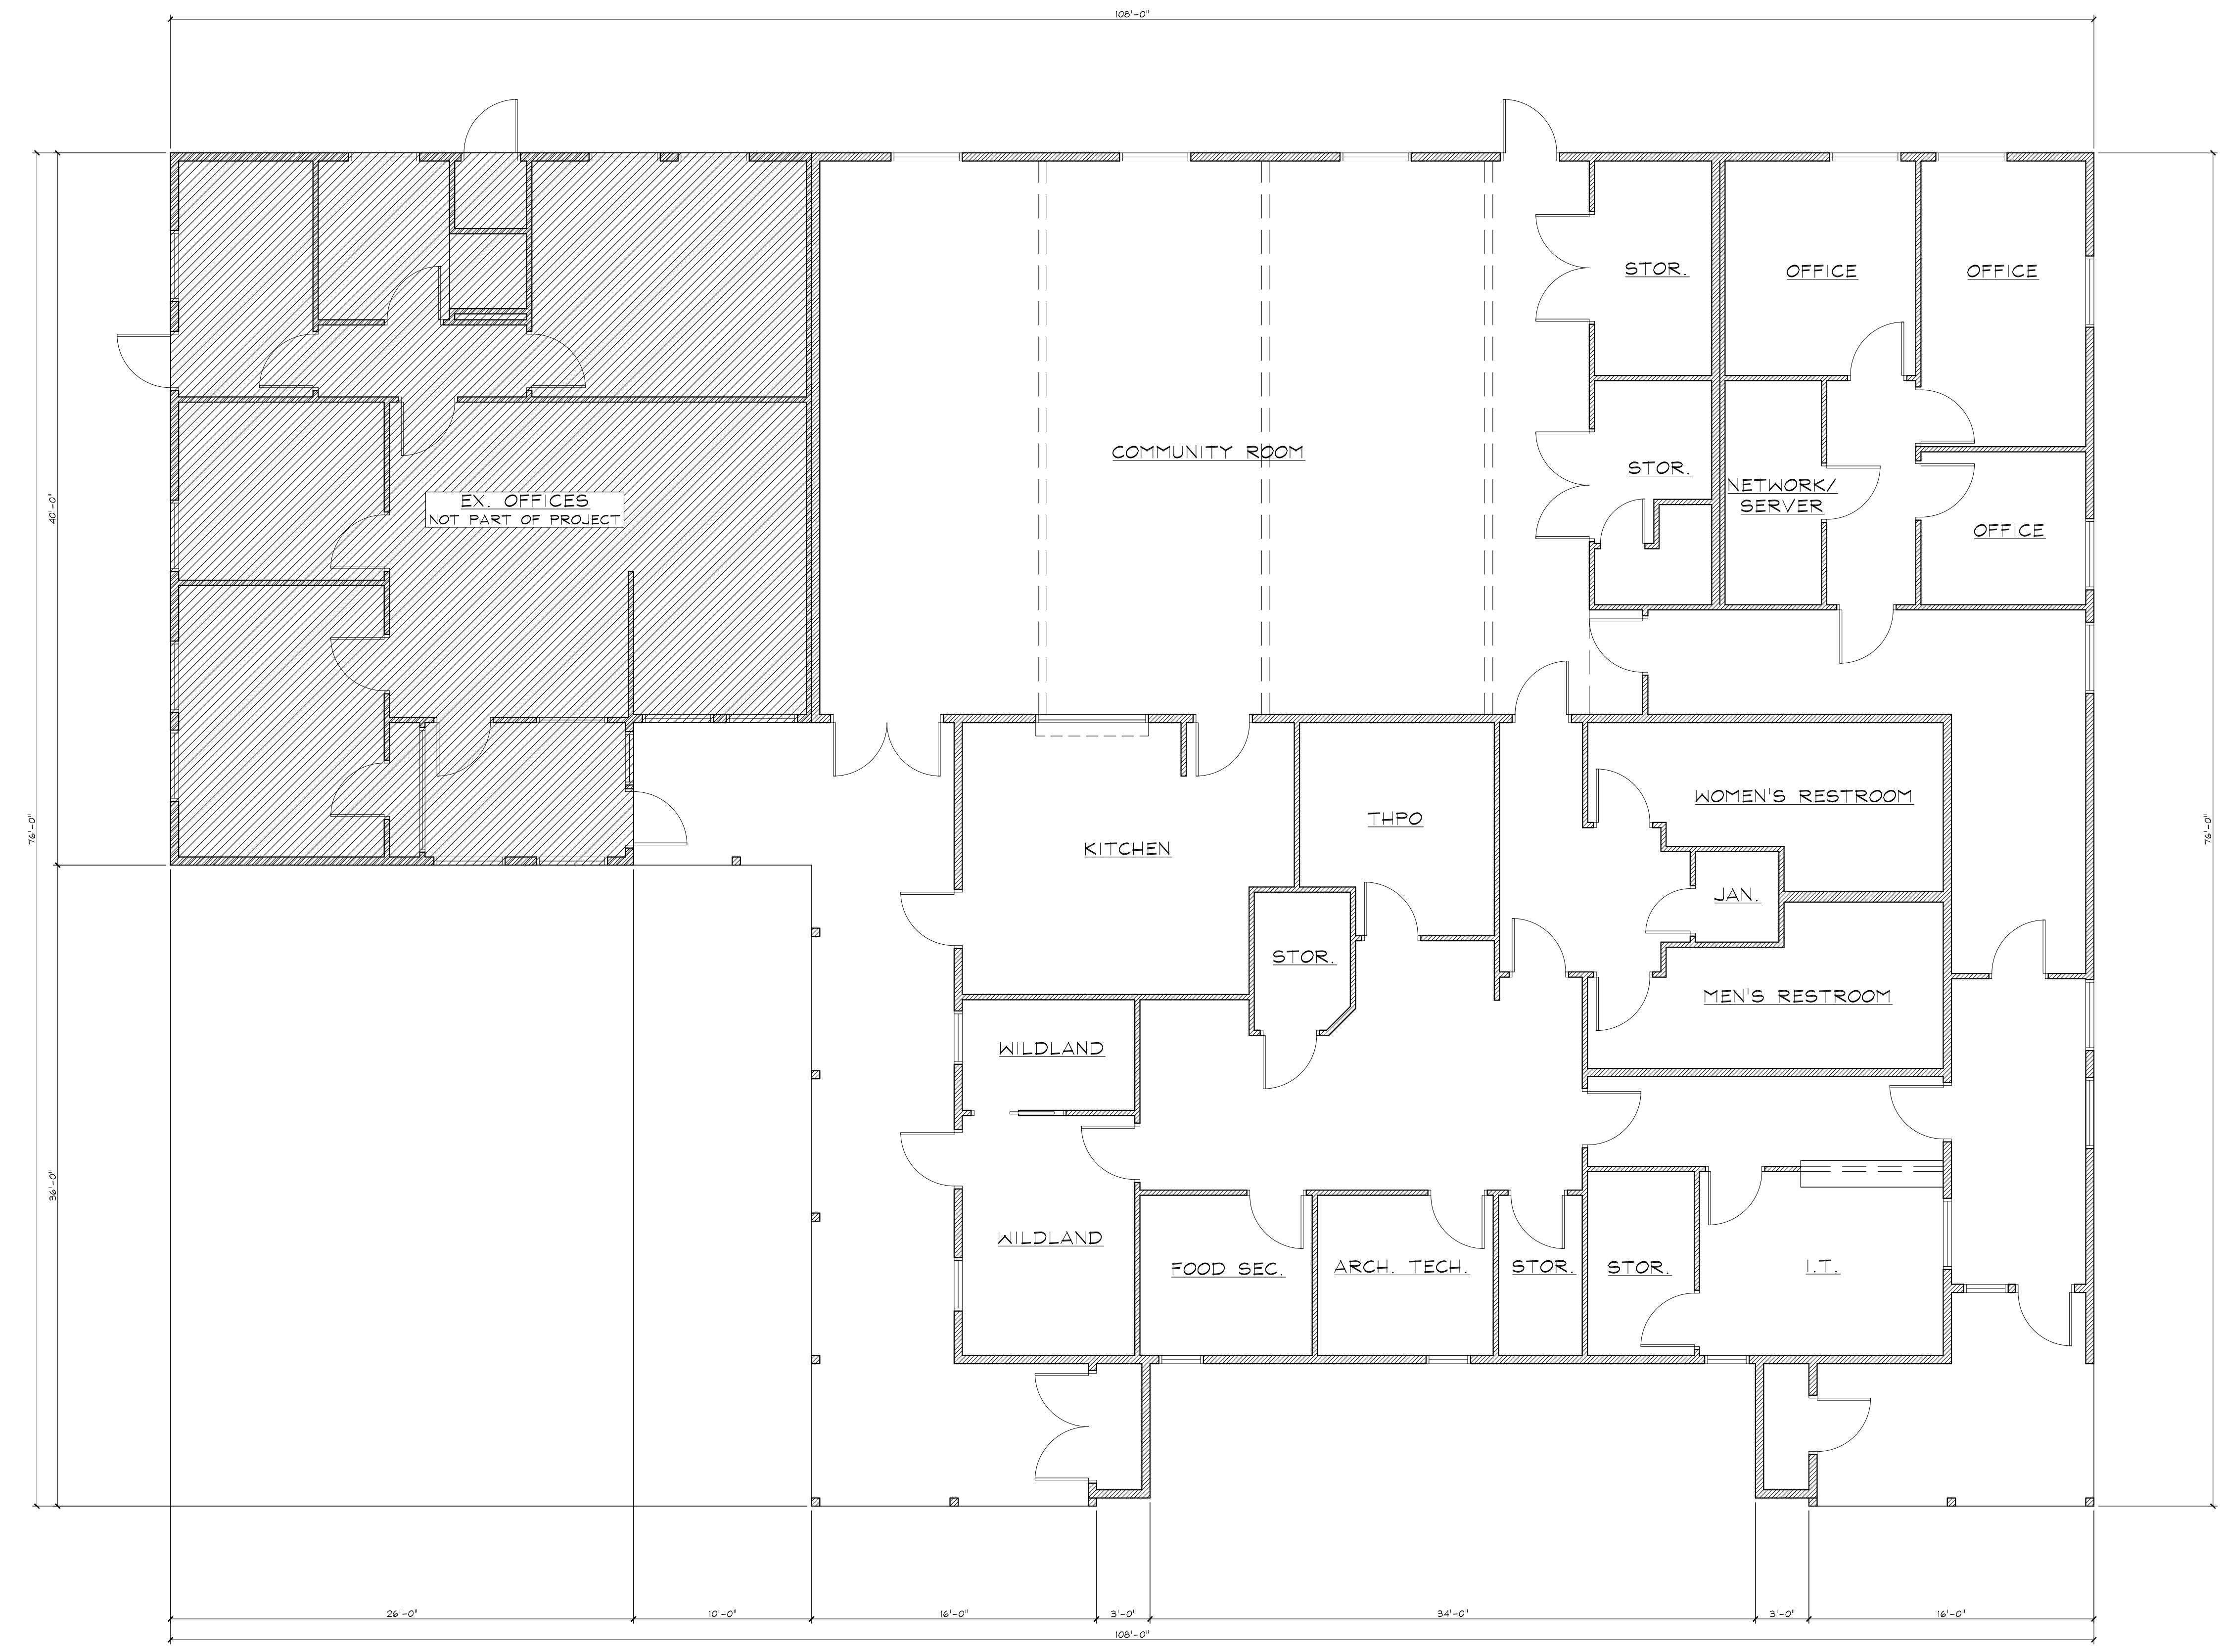 108'-0"
STOR.
OFFICE
OFFICE
COMMUNITY ROOM
STOR.
NETWORK/
SERVER
EX. OFFICES
NOT PART OF PROJECT
OFFICE
40'-0"
76'-0"
76'-0"
WOMEN'S RESTROOM
THPO
KITCHEN
JAN.
STOR.
MEN'S RESTROOM
WILDLAND
36'-0"
WILDLAND
FOOD SEC.
ARCH. TECH.
STOR.
STOR.
I.T.
26'-0"
10'-0"
16'-0"
3'-0"
34'-0"
3'-0"
16'-0"
108'-0"